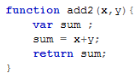 function add2(x,y){
    var sum ;
    sum = x+y;
    return sum;
}